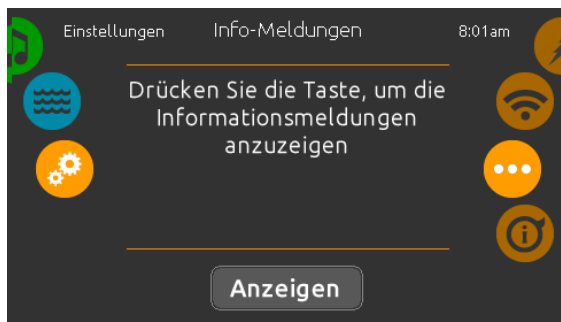 Einstellungen Info-Meldungen 8:01am
Drücken Sie die Taste, um die
Informationsmeldungen
anzuzeigen
Anzeigen